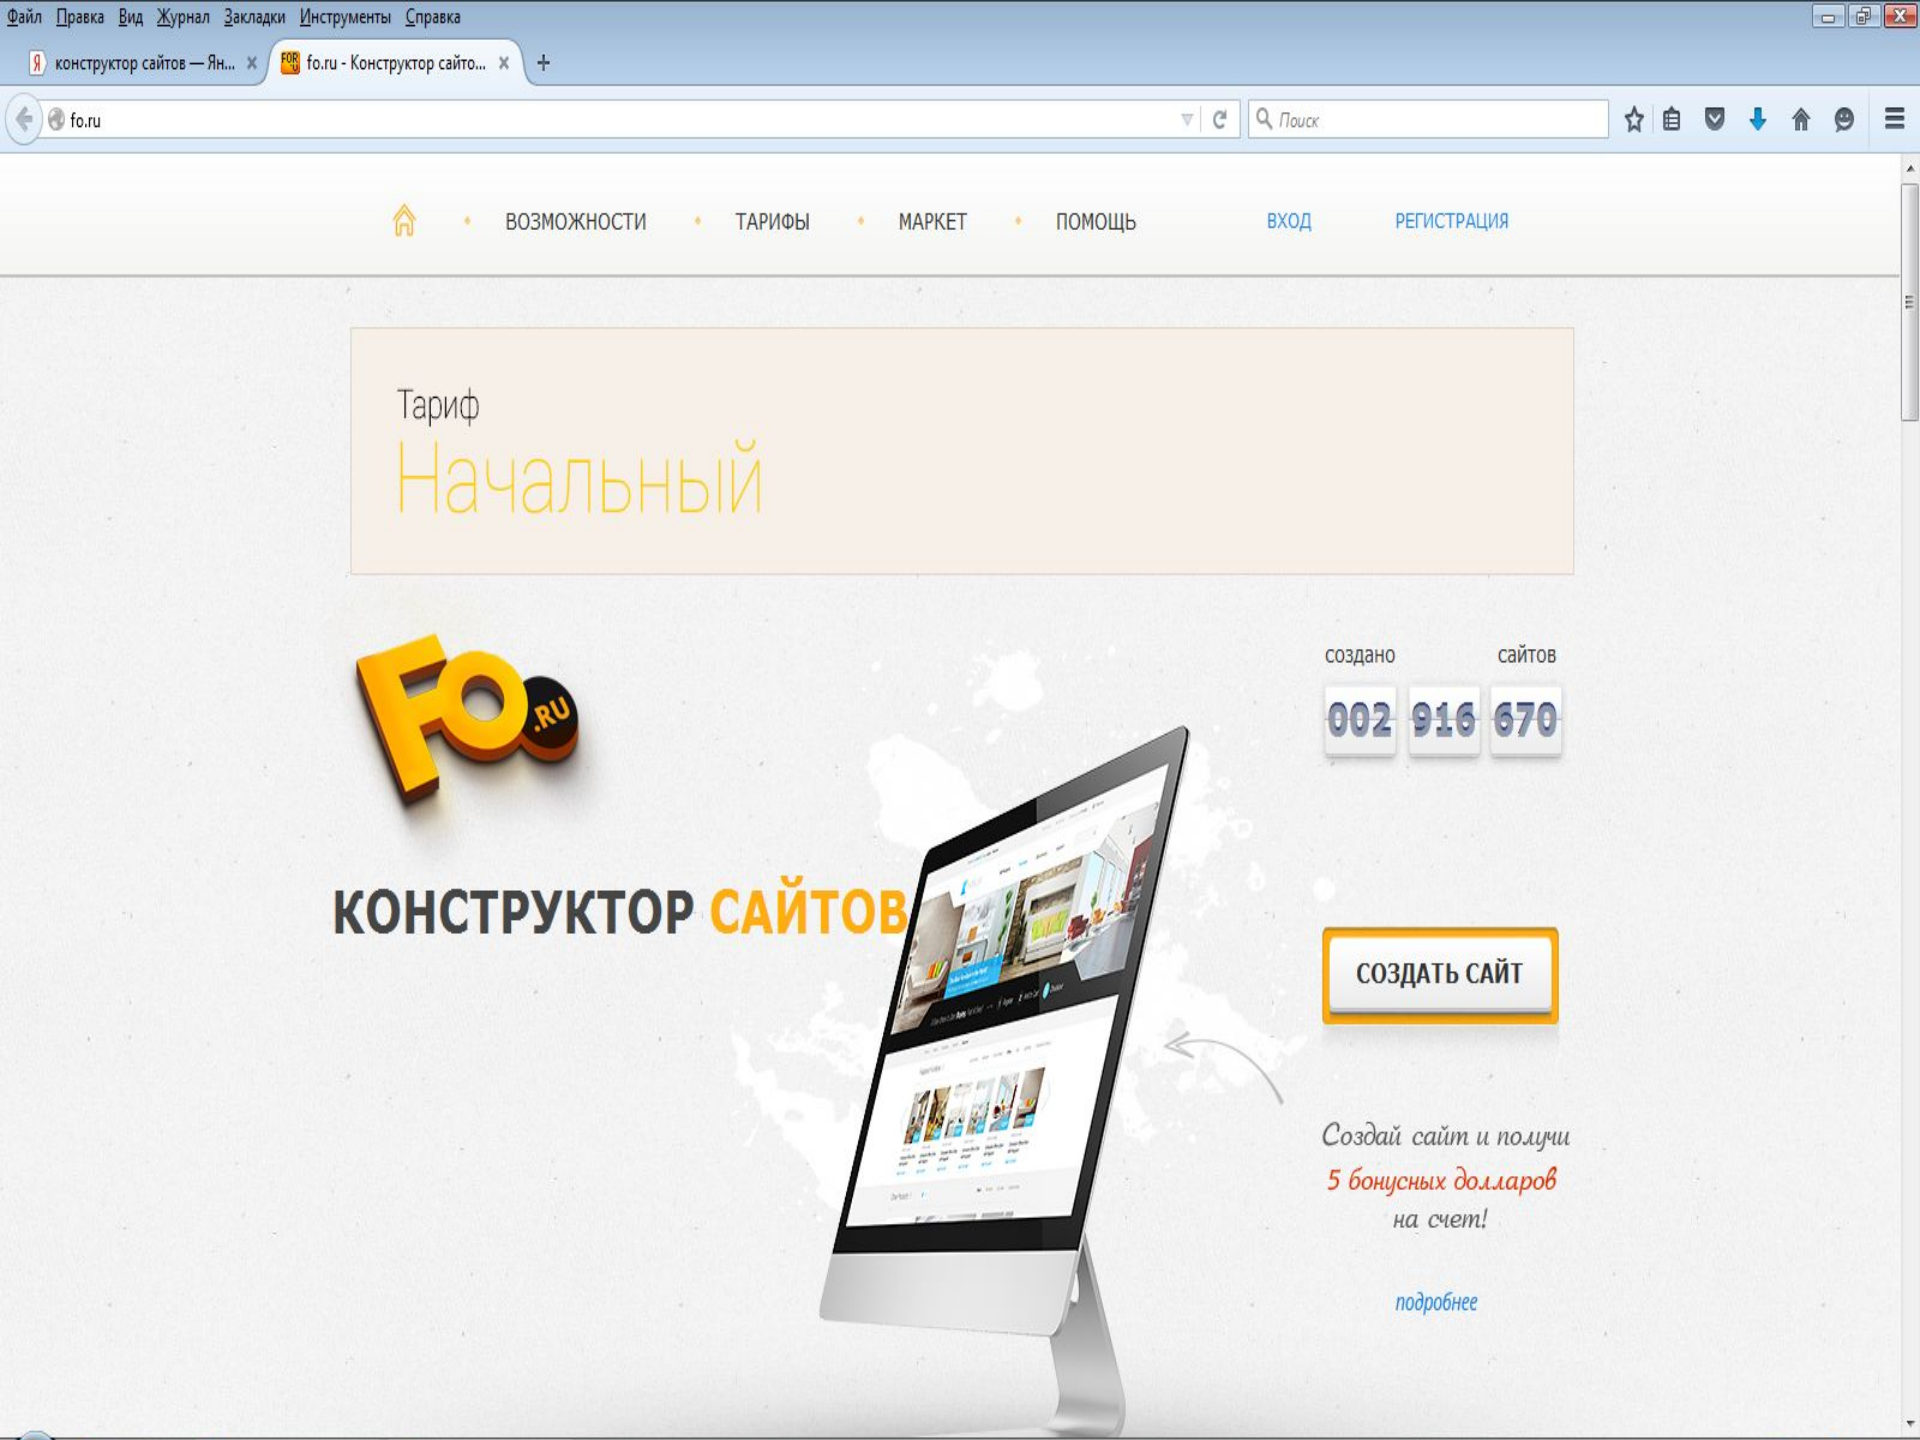 Файл Правка Вид Журнал Закладки Инструменты Справка
конструктор сайтов — Ян...
fo.ru - Конструктор сайто...
fo.ru
Поиск
ВОЗМОЖНОСТИ ТАРИФЫ МАРКЕТ ПОМОЩЬ ВХОД РЕГИСТРАЦИЯ
Тариф
Начальный
FO.RU
создано сайтов
002 916 670
КОНСТРУКТОР САЙТОВ
СОЗДАТЬ САЙТ
Создай сайт и получи
5 бонусных долларов
на счет!
подробнее